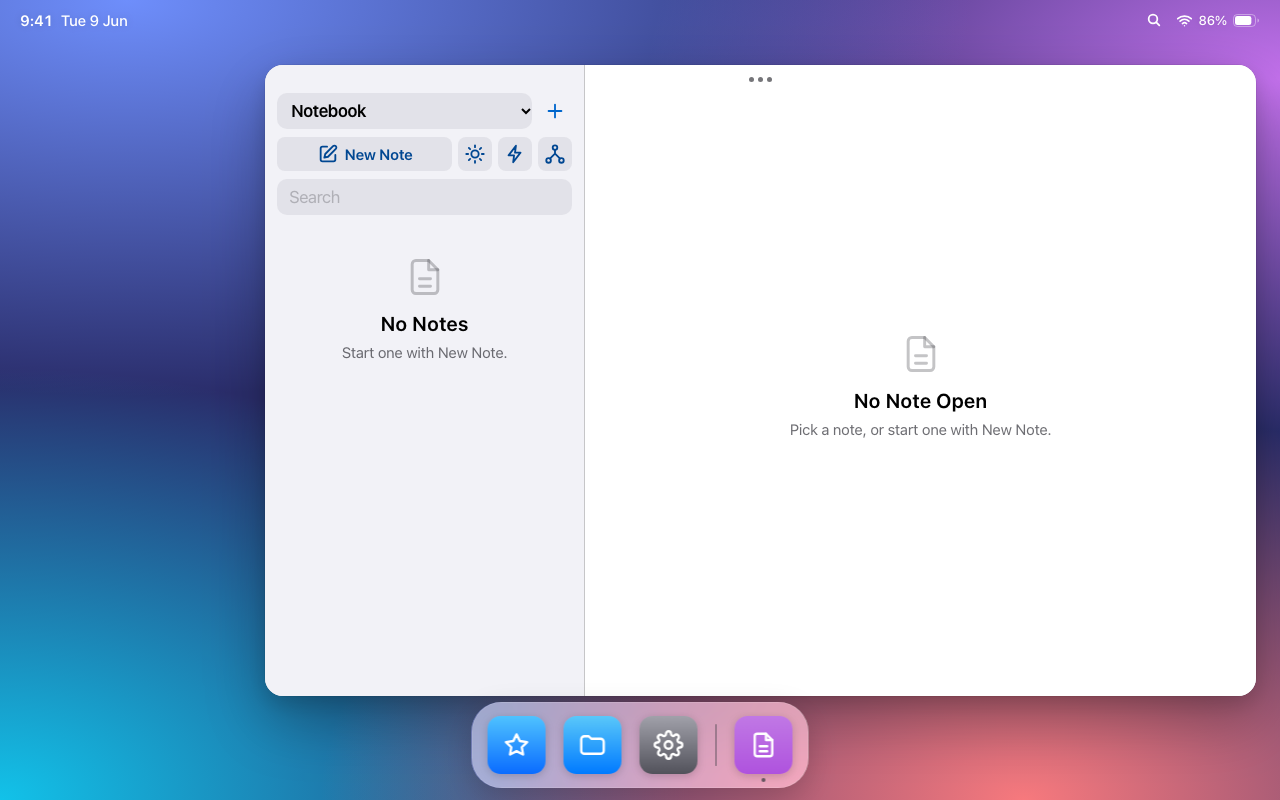 9:41 Tue 9 Jun
86%
Notebook
New Note
Search
No Notes
Start one with New Note.
No Note Open
Pick a note, or start one with New Note.